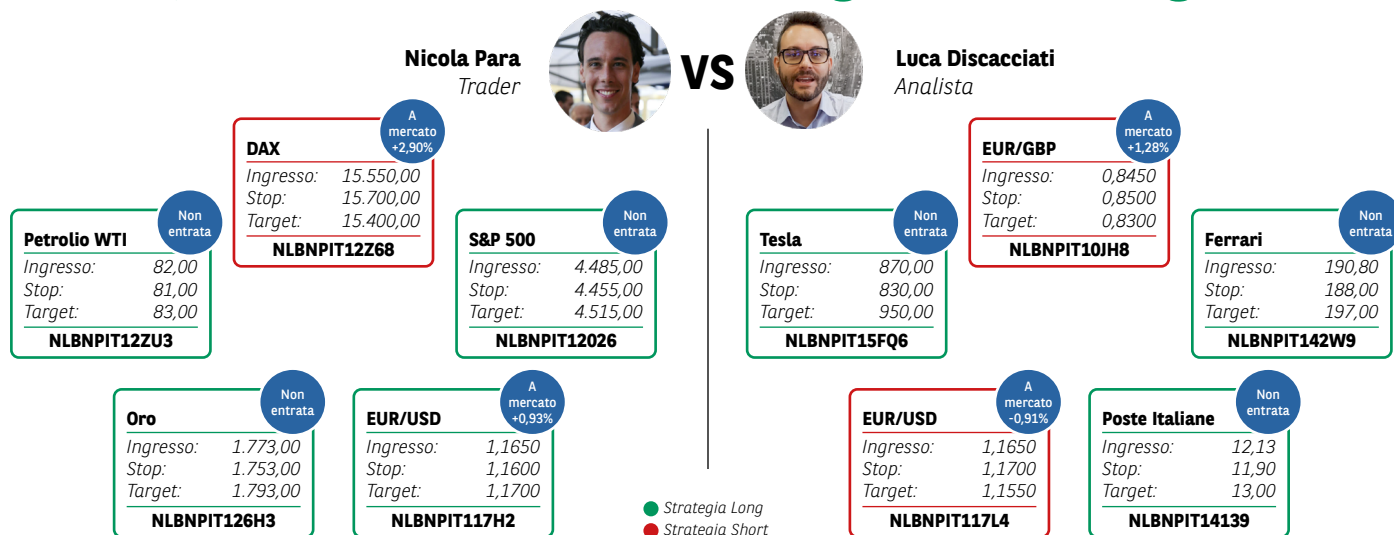 Nicola Para
Trader
VS
Luca Discacciati
Analista
A
mercato
+2,90%
DAX
Ingresso: 15.550,00
Stop: 15.700,00
Target: 15.400,00
NLBNPIT12Z68
A
mercato
+1,28%
EUR/GBP
Ingresso: 0,8450
Stop: 0,8500
Target: 0,8300
NLBNPIT10JH8
Non
entrata
Petrolio WTI
Ingresso: 82,00
Stop: 81,00
Target: 83,00
NLBNPIT12ZU3
Non
entrata
S&P 500
Ingresso: 4.485,00
Stop: 4.455,00
Target: 4.515,00
NLBNPIT12026
Non
entrata
Tesla
Ingresso: 870,00
Stop: 830,00
Target: 950,00
NLBNPIT15FQ6
Non
entrata
Ferrari
Ingresso: 190,80
Stop: 188,00
Target: 197,00
NLBNPIT142W9
Non
entrata
Oro
Ingresso: 1.773,00
Stop: 1.753,00
Target: 1.793,00
NLBNPIT126H3
A
mercato
+0,93%
EUR/USD
Ingresso: 1,1650
Stop: 1,1600
Target: 1,1700
NLBNPIT117H2
A
mercato
-0,91%
EUR/USD
Ingresso: 1,1650
Stop: 1,1700
Target: 1,1550
NLBNPIT117L4
Non
entrata
Poste Italiane
Ingresso: 12,13
Stop: 11,90
Target: 13,00
NLBNPIT14139
Strategia Long
Strategia Short